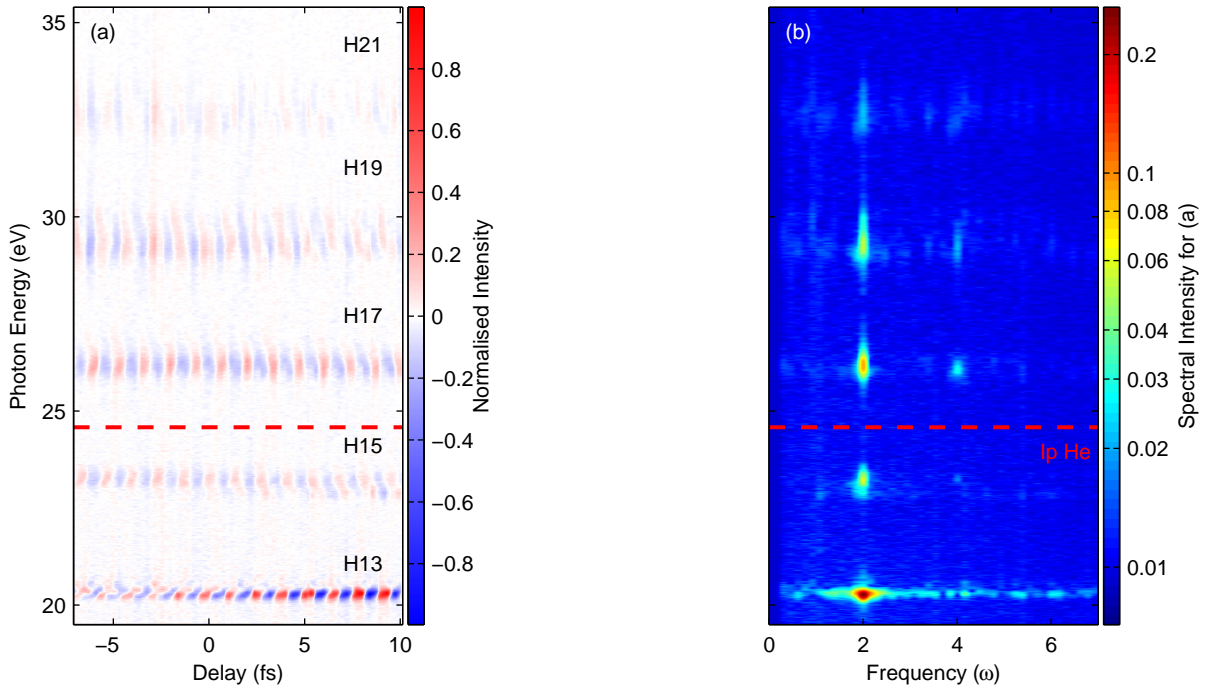 (a)
H21
H19
H17
H15
H13
35
30
25
20
Photon Energy (eV)
−5
0
5
10
Delay (fs)
0.8
0.6
0.4
0.2
0
−0.2
−0.4
−0.6
−0.8
Normalised Intensity
(b)
Ip He
0
2
4
6
Frequency (ω)
0.2
0.1
0.08
0.06
0.04
0.03
0.02
0.01
Spectral Intensity for (a)